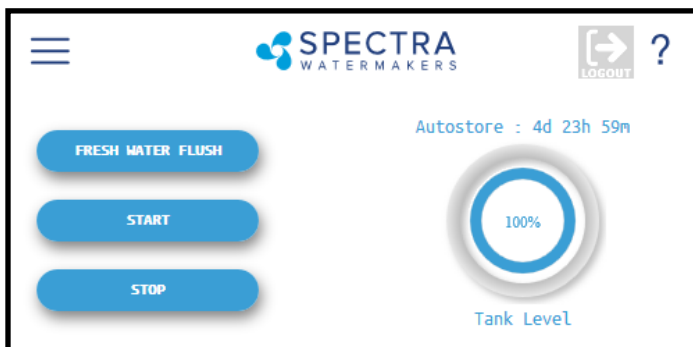 SPECTRA
WATERMAKERS
LOGOUT
?
Autostore : 4d 23h 59m
FRESH WATER FLUSH
START
STOP
100%
Tank Level